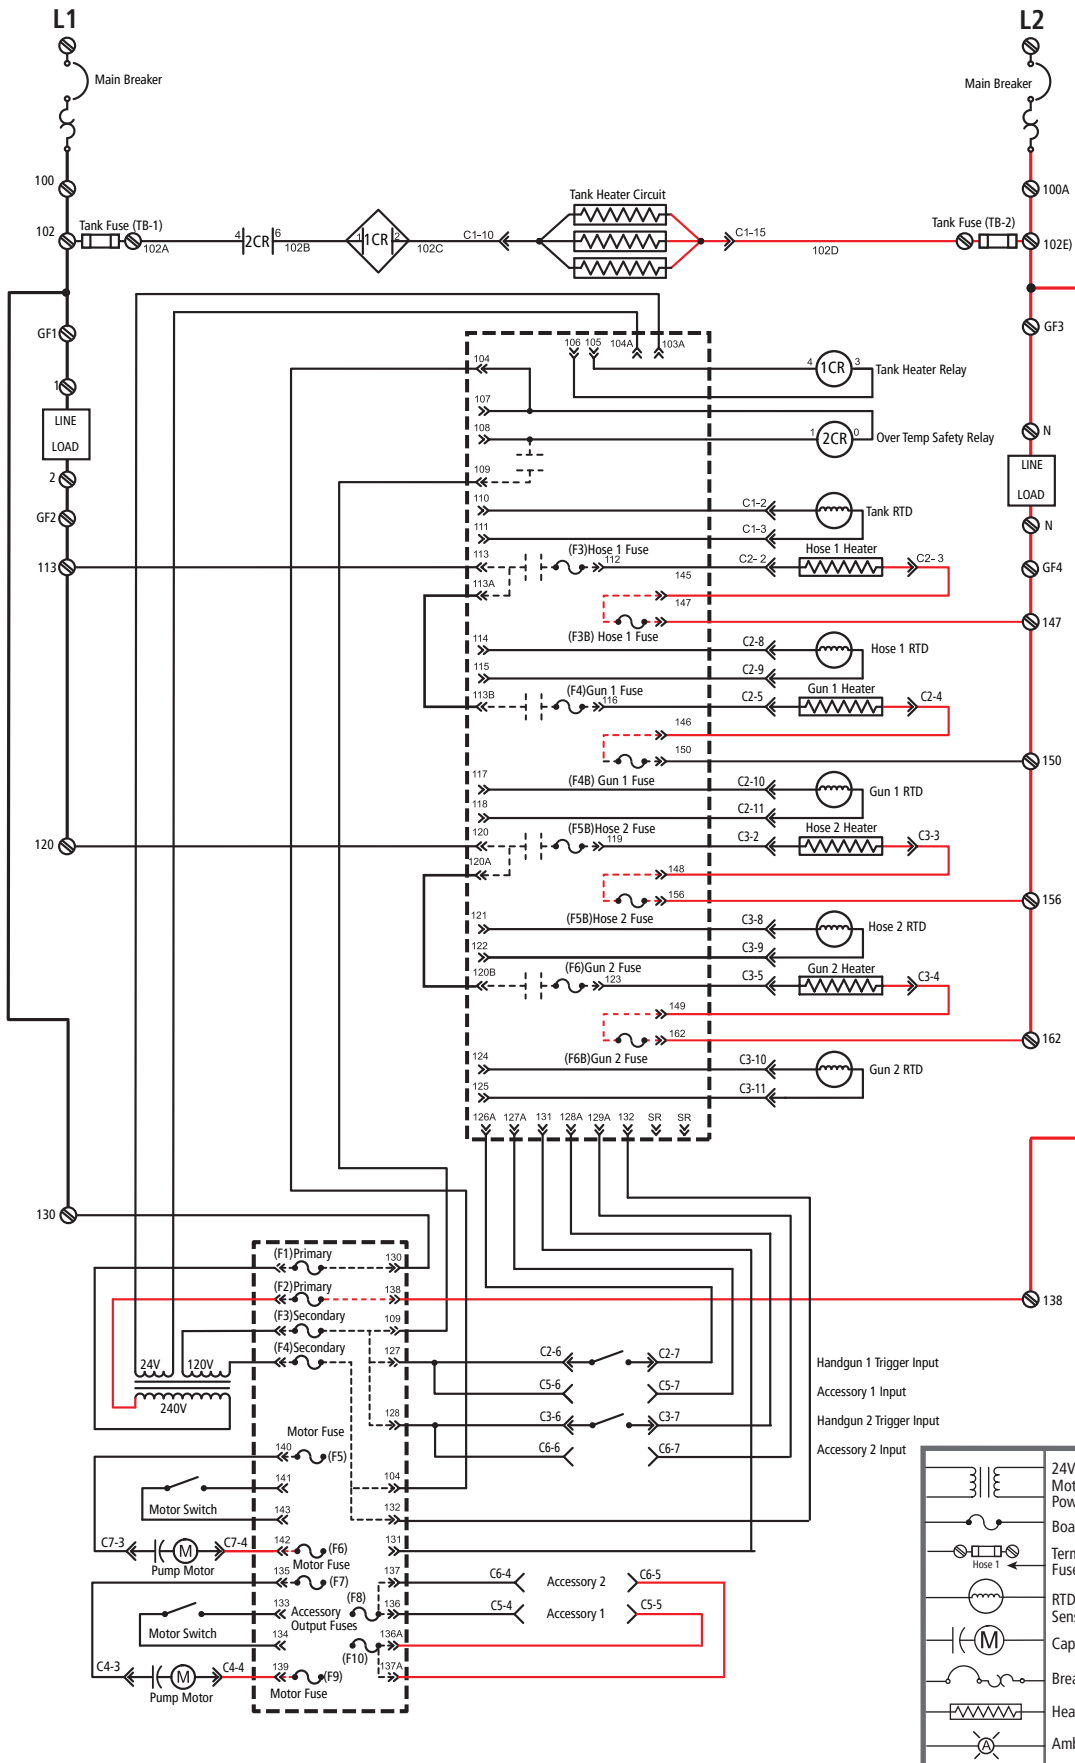 L1
L2
Main Breaker
Main Breaker
100
100A
Tank Heater Circuit
Tank Fuse (TB-1)
Tank Fuse (TB-2)
102
102A
4
2CR
6
102B
1
1CR
2
102C
C1-10
C1-15
102D
102E)
GF1
GF3
106
105
104A
103A
104
4
1CR
3
Tank Heater Relay
1
107
LINE
LOAD
108
1
2CR
0
Over Temp Safety Relay
N
LINE
LOAD
2
109
GF2
110
C1-2
Tank RTD
N
111
C1-3
113
113
(F3)Hose 1 Fuse
112
C2- 2
Hose 1 Heater
C2- 3
GF4
113A
145
147
147
(F3B) Hose 1 Fuse
114
C2-8
Hose 1 RTD
115
C2-9
113B
(F4)Gun 1 Fuse
116
C2-5
Gun 1 Heater
C2-4
146
150
150
(F4B) Gun 1 Fuse
117
C2-10
Gun 1 RTD
118
C2-11
120
120
(F5B)Hose 2 Fuse
119
C3-2
Hose 2 Heater
C3-3
120A
148
156
156
(F5B)Hose 2 Fuse
121
C3-8
Hose 2 RTD
122
C3-9
120B
(F6)Gun 2 Fuse
123
C3-5
Gun 2 Heater
C3-4
149
162
162
(F6B)Gun 2 Fuse
124
C3-10
Gun 2 RTD
125
C3-11
126A
127A
131
128A
129A
132
SR
SR
130
(F1)Primary
130
(F2)Primary
138
138
(F3)Secondary
109
(F4)Secondary
127
24V
120V
240V
C2-6
C2-7
Handgun 1 Trigger Input
C5-6
C5-7
Accessory 1 Input
128
C3-6
C3-7
Handgun 2 Trigger Input
C6-6
C6-7
Accessory 2 Input
Motor Fuse
140
(F5)
141
104
Motor Switch
143
132
C7-3
M
C7-4
142
(F6)
131
Pump Motor
Motor Fuse
135
(F7)
137
C6-4
Accessory 2
C6-5
133
Accessory
Output Fuses
(F8)
136
C5-4
Accessory 1
C5-5
Motor Switch
134
136A
(F10)
C4-3
M
C4-4
139
(F9)
137A
Pump Motor
Motor Fuse
24V
Mot
Pow
Boa
Hose 1
Term
Fuse
RTD
Sens
M
Cap
Brea
Hea
A
Amb